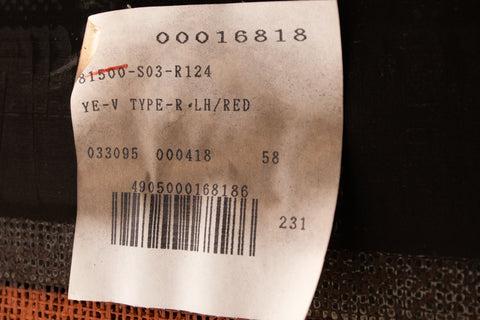 00016818
81500-S03-R124
YE-V TYPE-R·LH/RED
033095 000418 58
4905000168186
231